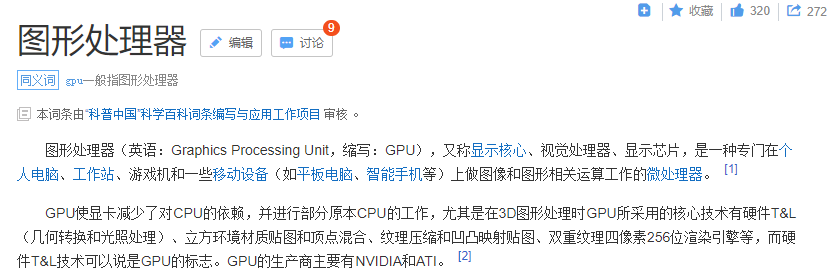 收藏 320 272
图形处理器 编辑 讨论 9
同义词 gpu一般指图形处理器
本词条由“科普中国”科学百科词条编写与应用工作项目 审核 。
图形处理器（英语：Graphics Processing Unit，缩写：GPU），又称显示核心、视觉处理器、显示芯片，是一种专门在个
人电脑、工作站、游戏机和一些移动设备（如平板电脑、智能手机等）上做图像和图形相关运算工作的微处理器。 [1]
GPU使显卡减少了对CPU的依赖，并进行部分原本CPU的工作，尤其是在3D图形处理时GPU所采用的核心技术有硬件T&L
（几何转换和光照处理）、立方环境材质贴图和顶点混合、纹理压缩和凹凸映射贴图、双重纹理四像素256位渲染引擎等，而硬
件T&L技术可以说是GPU的标志。GPU的生产商主要有NVIDIA和ATI。 [2]